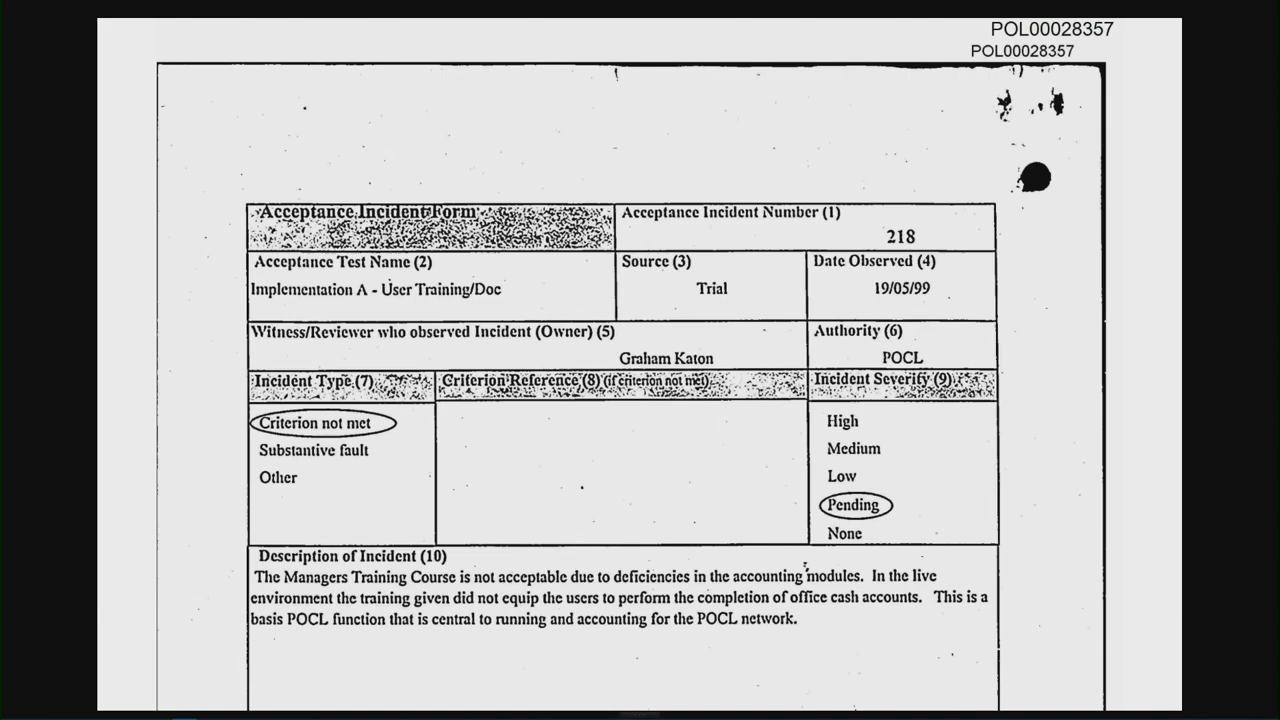 POL00028357
POL00028357
Acceptance Incident Form
Acceptance Incident Number (1)
218
Acceptance Test Name (2)
Source (3)
Date Observed (4)
Implementation A - User Training/Doc
Trial
19/05/99
Witness/Reviewer who observed Incident (Owner) (5)
Authority (6)
Graham Katon
POCL
Incident Type (7)
Criterion Reference (8) (if criterion not met)
Incident Severity (9)
Criterion not met
High
Substantive fault
Medium
Other
Low
Pending
None
Description of Incident (10)
The Managers Training Course is not acceptable due to deficiencies in the accounting modules. In the live
environment the training given did not equip the users to perform the completion of office cash accounts. This is a
basis POCL function that is central to running and accounting for the POCL network.